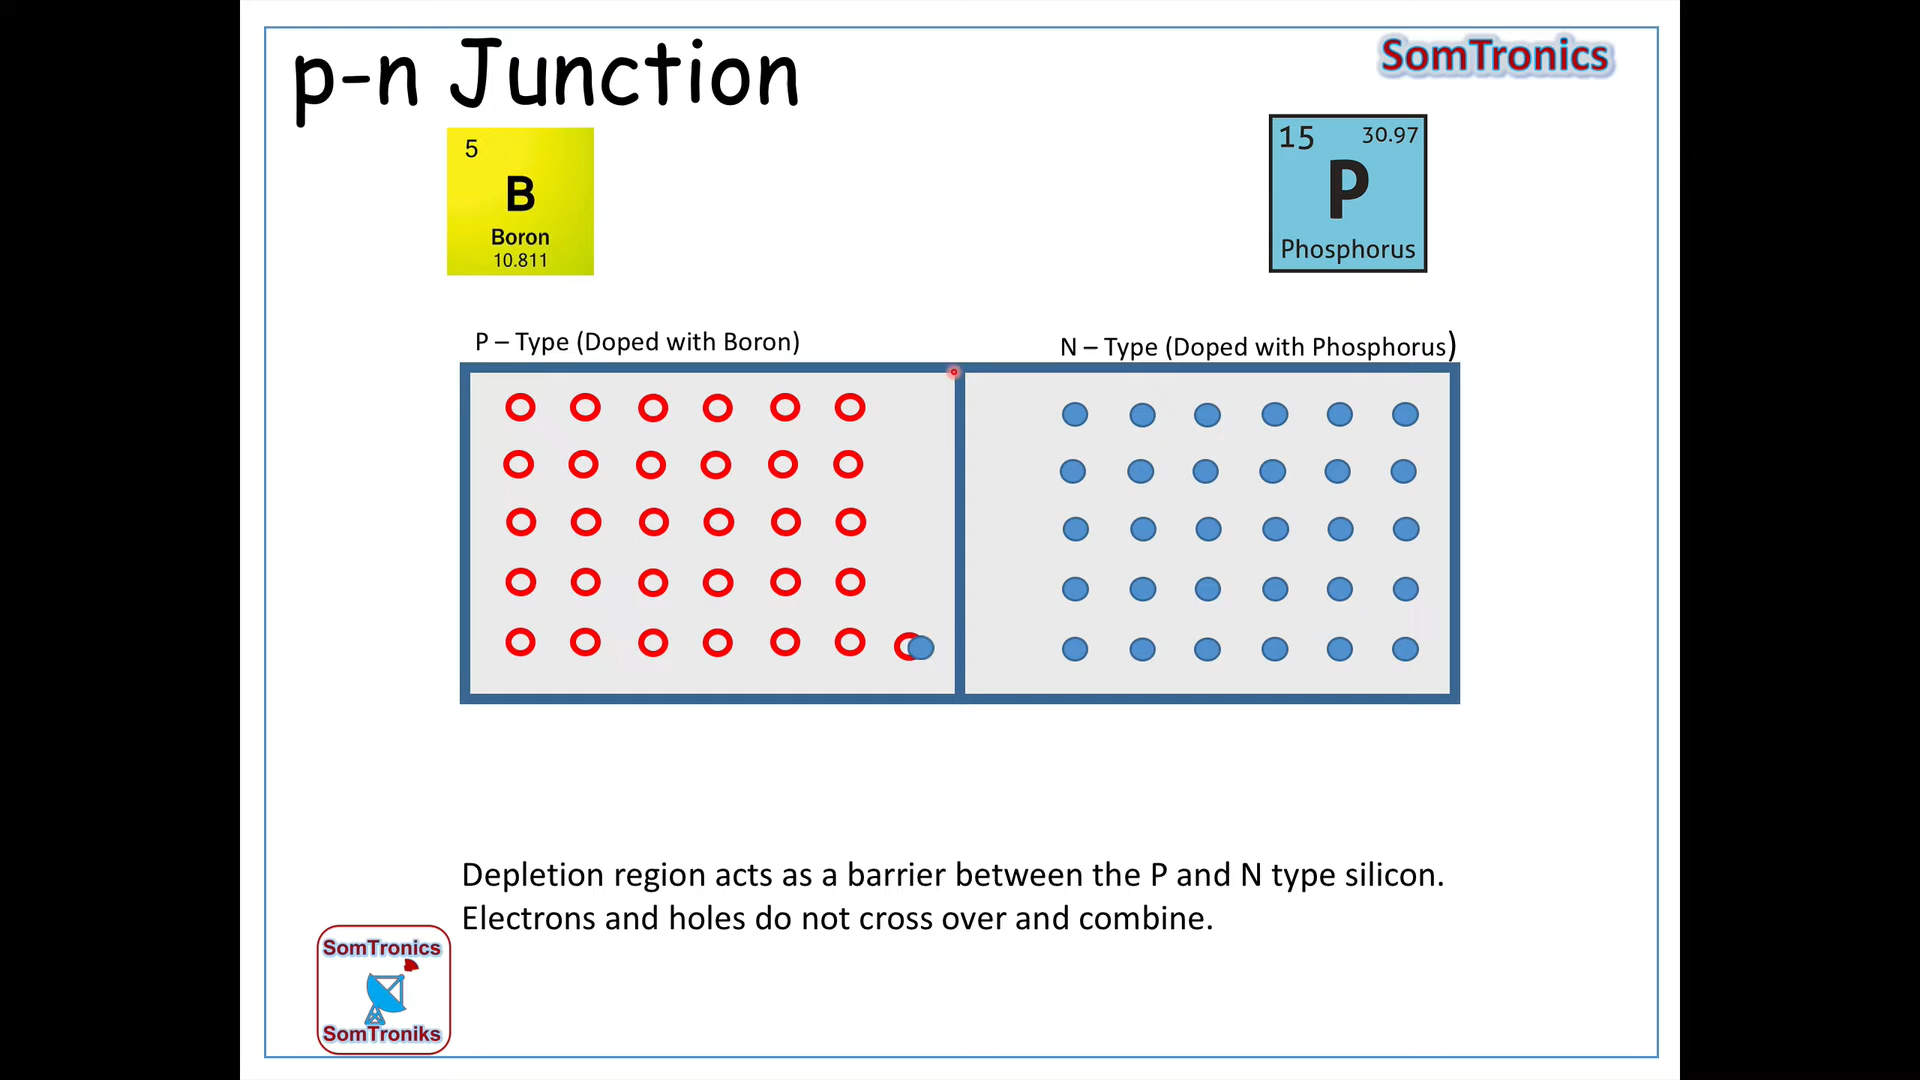 p-n Junction
SomTronics
5
B
Boron
10.811
15 30.97
P
Phosphorus
P – Type (Doped with Boron)
N – Type (Doped with Phosphorus)
Depletion region acts as a barrier between the P and N type silicon.
Electrons and holes do not cross over and combine.
SomTronics
SomTroniks